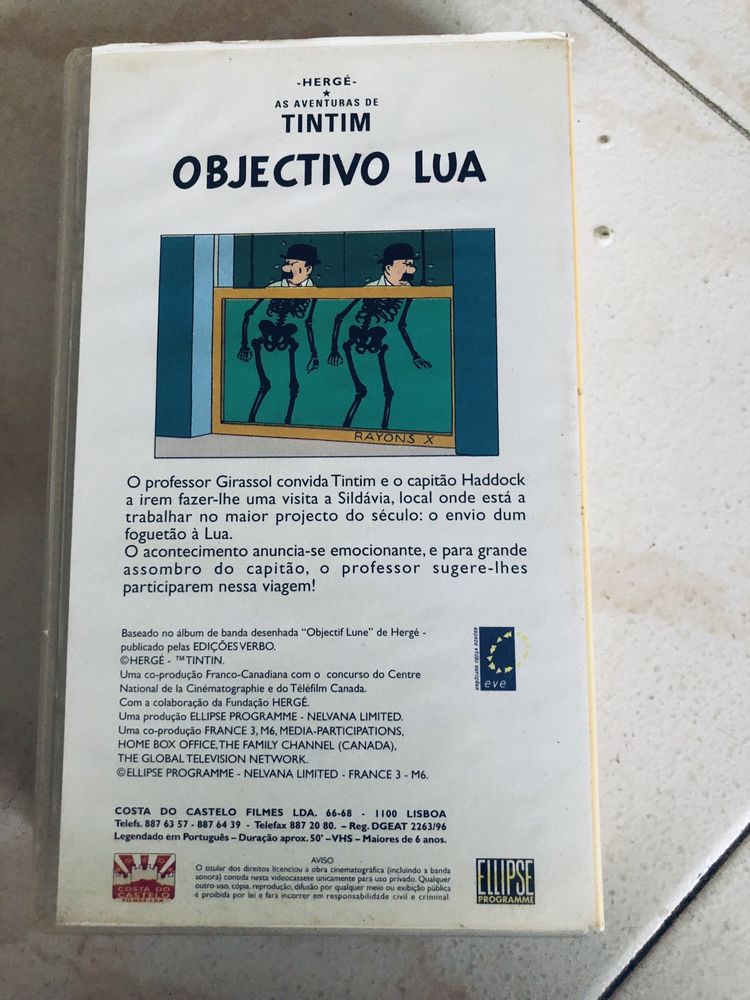 -HERGÉ-
AS AVENTURAS DE
TINTIM
OBJECTIVO LUA
RAYONS X
O professor Girassol convida Tintim e o capitão Haddock
a irem fazer-lhe uma visita a Sildávia, local onde está a
trabalhar no maior projecto do século: o envio dum
foguetão à Lua.
O acontecimento anuncia-se emocionante, e para grande
assombro do capitão, o professor sugere-lhes
participarem nessa viagem!
Baseado no álbum de banda desenhada "Objectif Lune" de Hergé -
publicado pelas EDIÇÕES VERBO.
©HERGÉ - ™TINTIN.
Uma co-produção Franco-Canadiana com o concurso do Centre
National de la Cinématographie e do Téléfilm Canada.
Com a colaboração da Fundação HERGÉ.
Uma produção ELLIPSE PROGRAMME - NELVANA LIMITED.
Uma co-produção FRANCE 3, M6, MEDIA-PARTICIPATIONS,
HOME BOX OFFICE, THE FAMILY CHANNEL (CANADA),
THE GLOBAL TELEVISION NETWORK.
©ELLIPSE PROGRAMME - NELVANA LIMITED - FRANCE 3 - M6.
espace vidéo européen
eve
COSTA DO CASTELO FILMES LDA. 66-68 - 1100 LISBOA
Telefs. 887 63 57 - 887 64 39 - Telefax 887 20 80. – Reg. DGEAT 2263/96
Legendado em Português – Duração aprox. 50' –VHS – Maiores de 6 anos.
COSTA DO
CASTELO
FILMES.LDA
AVISO
O titular dos direitos licenciou a obra cinematográfica (incluindo a banda
sonora) contida nesta videocassete unicamente para uso privado. Qualquer
outro uso, cópia, reprodução, difusão por qualquer meio ou exibição pública
é proibida por lei e fara incorrer em responsabilidade civil e criminal
ELLIPSE
PROGRAMME